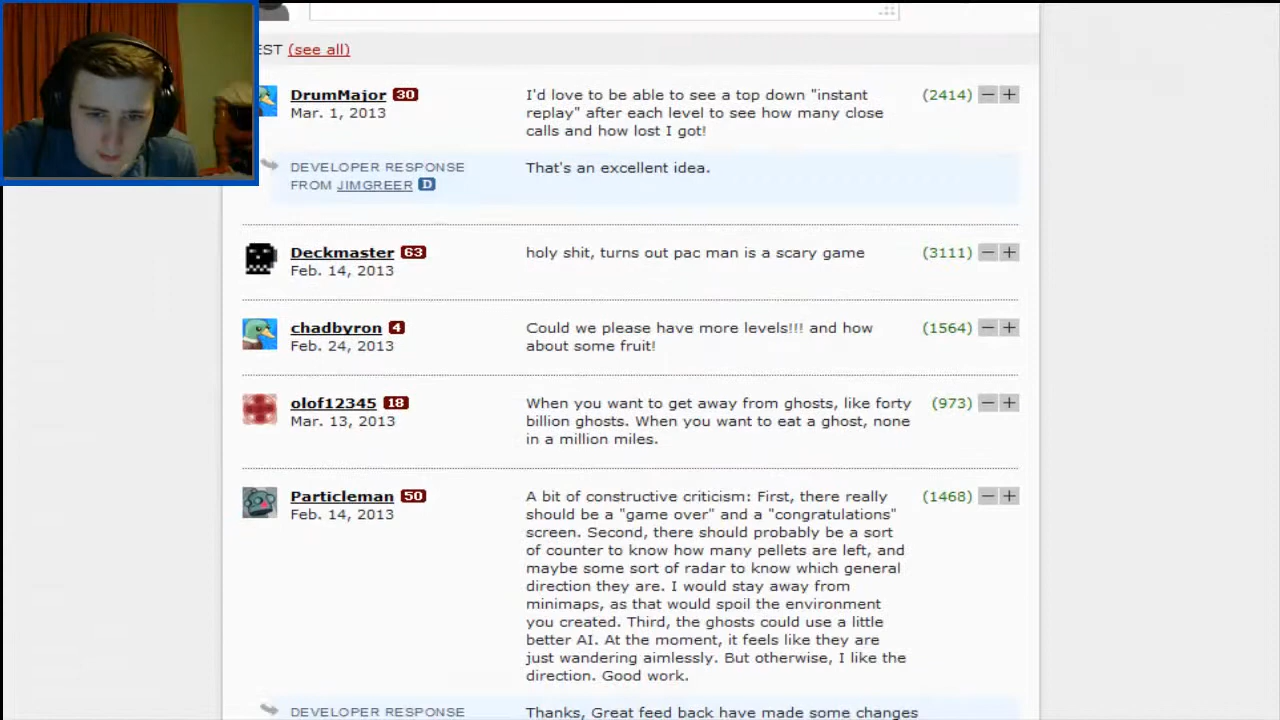 EST (see all)
DrumMajor 30
Mar. 1, 2013
I'd love to be able to see a top down "instant
replay" after each level to see how many close
calls and how lost I got!
(2414) − +
DEVELOPER RESPONSE
FROM JIMGREER D
That's an excellent idea.
Deckmaster 63
Feb. 14, 2013
holy shit, turns out pac man is a scary game
(3111) − +
chadbyron 4
Feb. 24, 2013
Could we please have more levels!!! and how
about some fruit!
(1564) − +
olof12345 18
Mar. 13, 2013
When you want to get away from ghosts, like forty
billion ghosts. When you want to eat a ghost, none
in a million miles.
(973) − +
Particleman 50
Feb. 14, 2013
A bit of constructive criticism: First, there really
should be a "game over" and a "congratulations"
screen. Second, there should probably be a sort
of counter to know how many pellets are left, and
maybe some sort of radar to know which general
direction they are. I would stay away from
minimaps, as that would spoil the environment
you created. Third, the ghosts could use a little
better AI. At the moment, it feels like they are
just wandering aimlessly. But otherwise, I like the
direction. Good work.
(1468) − +
DEVELOPER RESPONSE
Thanks, Great feed back have made some changes